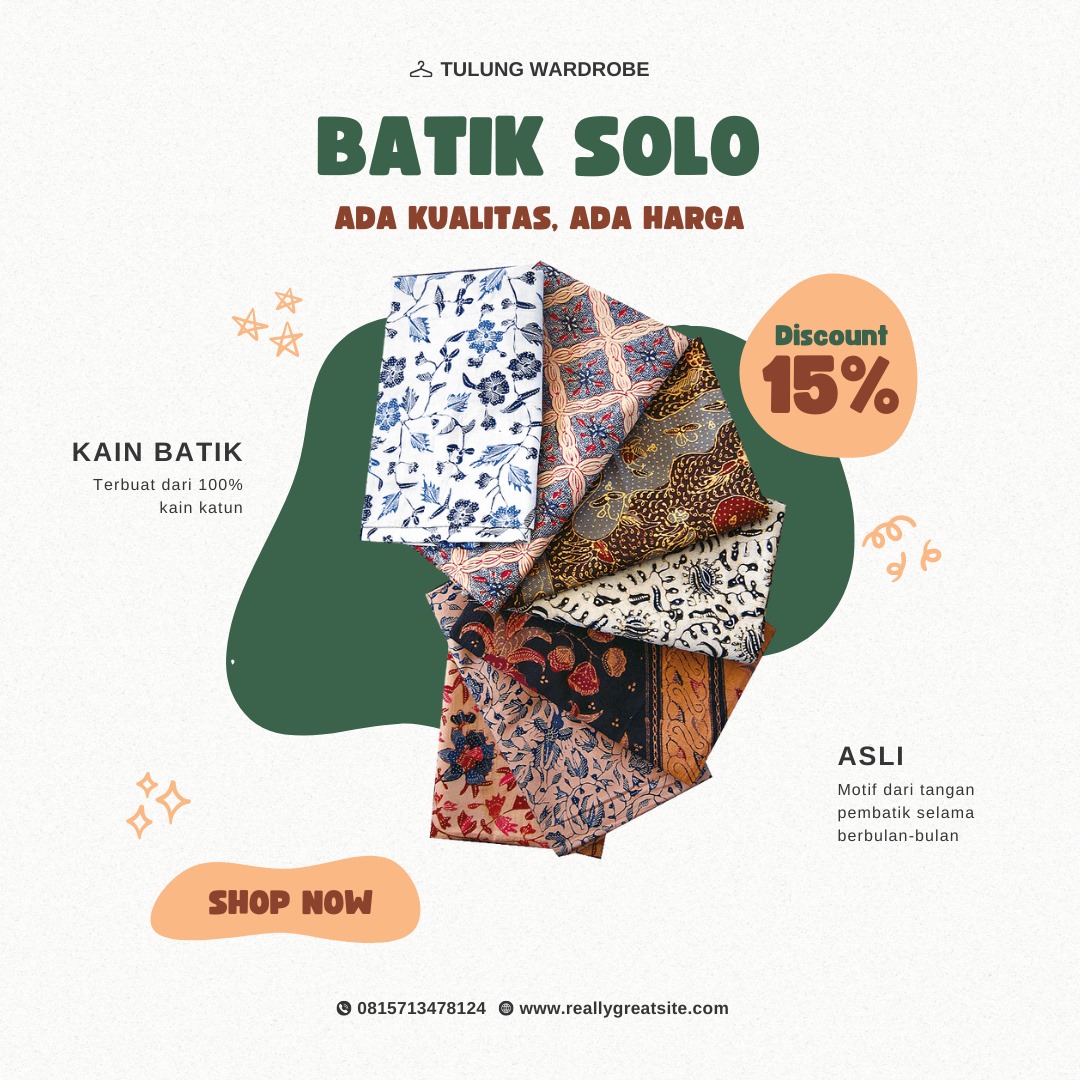 TULUNG WARDROBE
BATIK SOLO
ADA KUALITAS, ADA HARGA
Discount
15%
KAIN BATIK
Terbuat dari 100%
kain katun
ASLI
Motif dari tangan
pembatik selama
berbulan-bulan
SHOP NOW
0815713478124 www.reallygreatsite.com